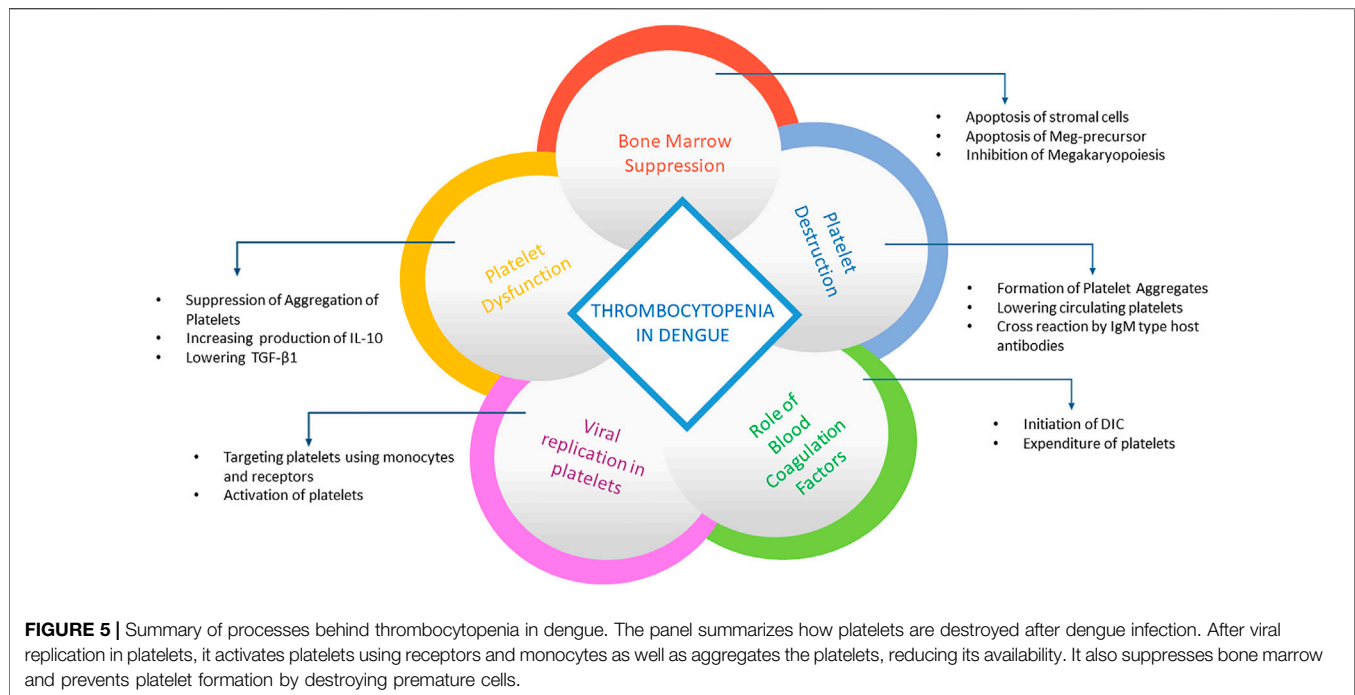 Bone Marrow
Suppression
• Apoptosis of stromal cells
• Apoptosis of Meg-precursor
• Inhibition of Megakaryopoiesis
Platelet
Destruction
• Formation of Platelet Aggregates
• Lowering circulating platelets
• Cross reaction by IgM type host
antibodies
Role of
Blood
Coagulation
Factors
• Initiation of DIC
• Expenditure of platelets
Viral
replication in
platelets
• Targeting platelets using monocytes
and receptors
• Activation of platelets
Platelet
Dysfunction
• Suppression of Aggregation of
Platelets
• Increasing production of IL-10
• Lowering TGF-β1
THROMBOCYTOPENIA
IN DENGUE
FIGURE 5 | Summary of processes behind thrombocytopenia in dengue. The panel summarizes how platelets are destroyed after dengue infection. After viral
replication in platelets, it activates platelets using receptors and monocytes as well as aggregates the platelets, reducing its availability. It also suppresses bone marrow
and prevents platelet formation by destroying premature cells.